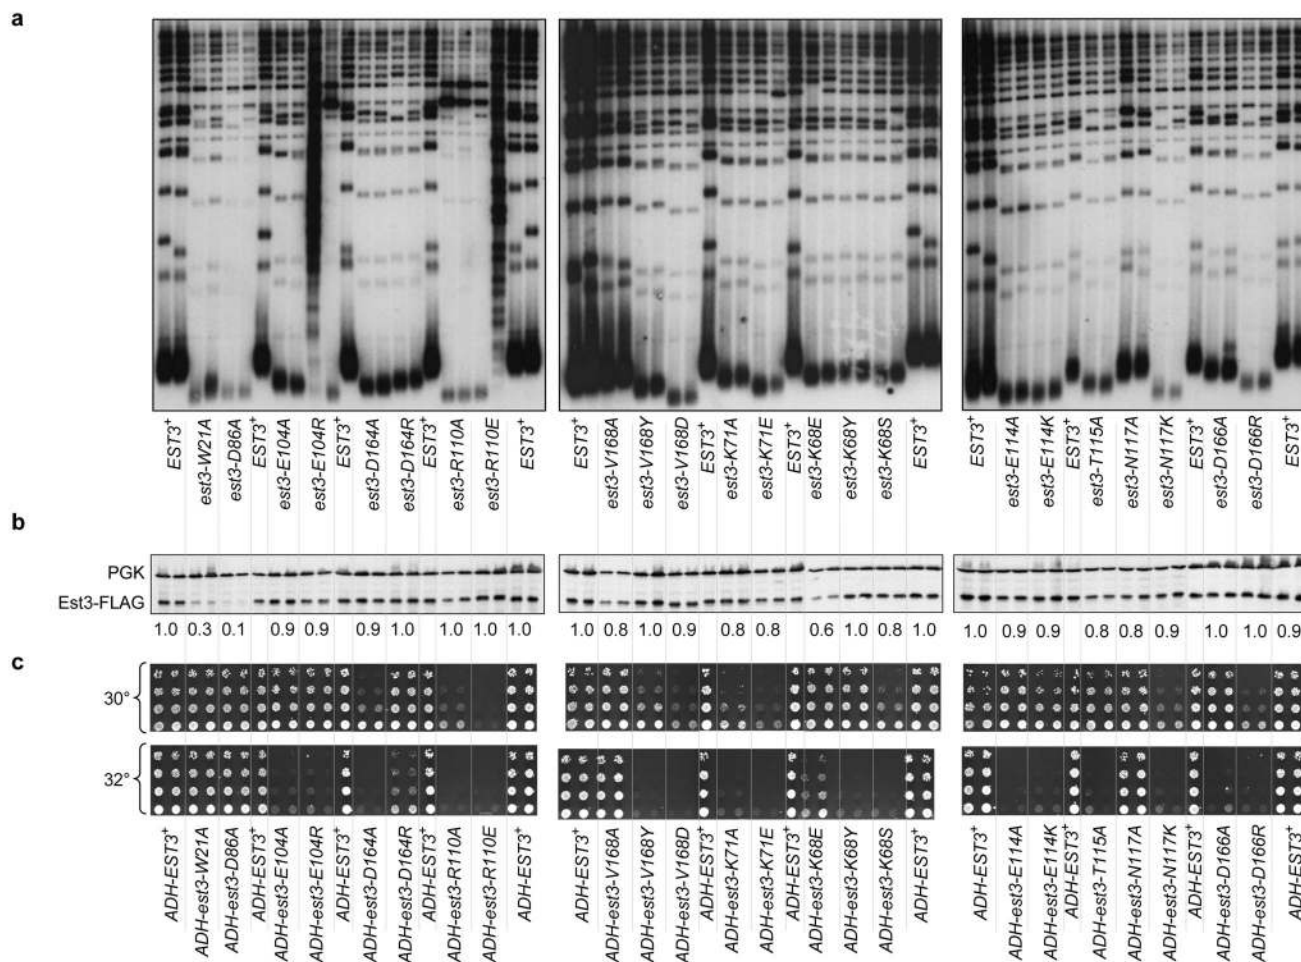 a
EST3+ est3-W21A est3-D86A EST3+ est3-E104A est3-E104R EST3+ est3-D164A est3-D164R EST3+ est3-R110A est3-R110E EST3+
EST3+ est3-V168A est3-V168Y est3-V168D EST3+ est3-K71A est3-K71E EST3+ est3-K68E est3-K68Y est3-K68S EST3+
EST3+ est3-E114A est3-E114K EST3+ est3-T115A est3-N117A est3-N117K EST3+ est3-D166A est3-D166R EST3+
b
PGK
Est3-FLAG
1.0 0.3 0.1 0.9 0.9 0.9 1.0 1.0 1.0 1.0
1.0 0.8 1.0 0.9 0.8 0.8 0.6 1.0 0.8 1.0
1.0 0.9 0.9 0.8 0.8 0.9 1.0 1.0 0.9
c
30°
32°
ADH-EST3+ ADH-est3-W21A ADH-est3-D86A ADH-EST3+ ADH-est3-E104A ADH-est3-E104R ADH-EST3+ ADH-est3-D164A ADH-est3-D164R ADH-EST3+ ADH-est3-R110A ADH-est3-R110E ADH-EST3+
ADH-EST3+ ADH-est3-V168A ADH-est3-V168Y ADH-est3-V168D ADH-EST3+ ADH-est3-K71A ADH-est3-K71E ADH-EST3+ ADH-est3-K68E ADH-est3-K68Y ADH-est3-K68S ADH-EST3+
ADH-EST3+ ADH-est3-E114A ADH-est3-E114K ADH-EST3+ ADH-est3-T115A ADH-est3-N117A ADH-est3-N117K ADH-EST3+ ADH-est3-D166A ADH-est3-D166R ADH-EST3+